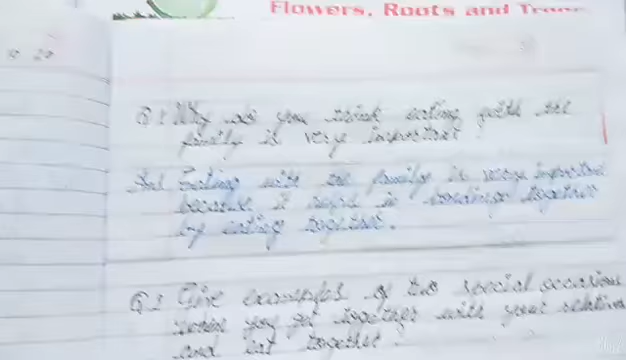 Flowers, Roots and
Q.1 Why do you think eating with the
family is very important
Ans Eating with the family is very important
because it helps in bondings together
by eating together.
Q.2 Give examples of two special occasions
when you get together with your relatives
and eat together.